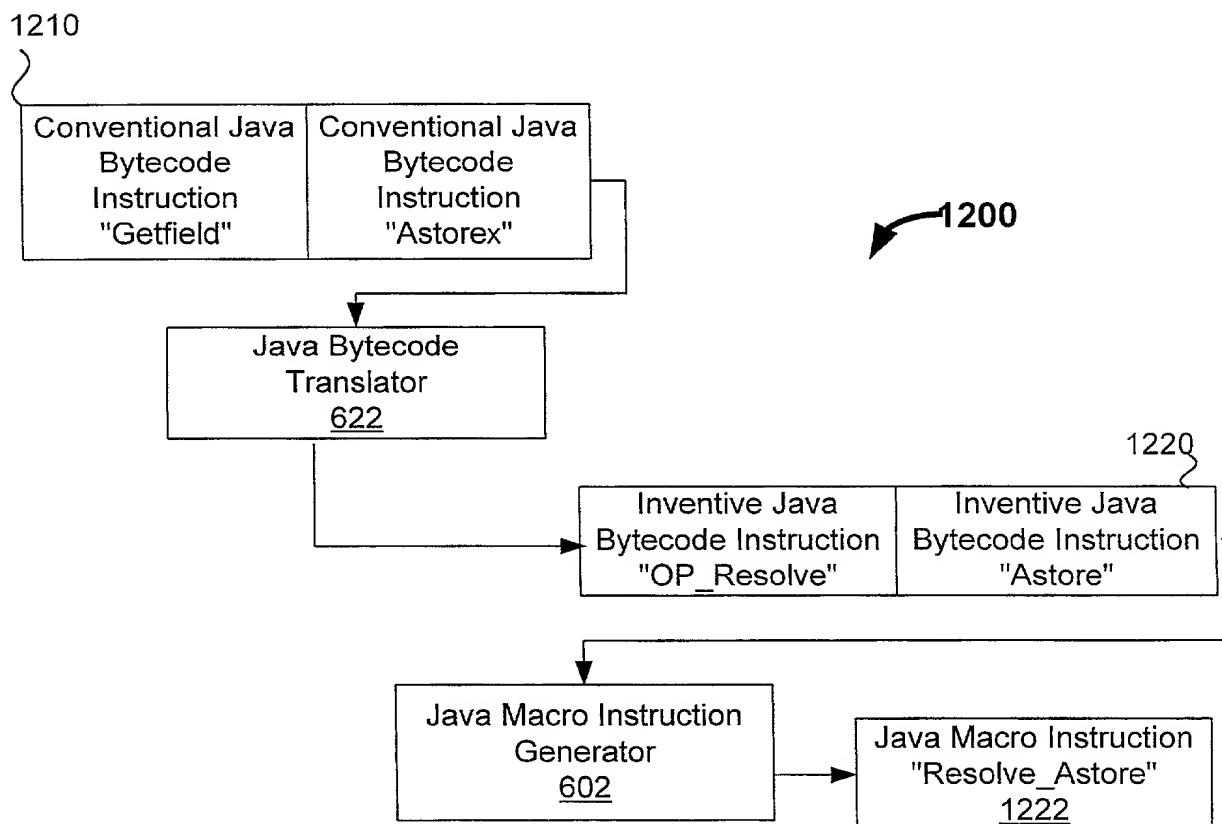 1210
Conventional Java
Bytecode
Instruction
"Getfield"
Conventional Java
Bytecode
Instruction
"Astorex"
1200
Java Bytecode
Translator
622
1220
Inventive Java
Bytecode Instruction
"OP_Resolve"
Inventive Java
Bytecode Instruction
"Astore"
Java Macro Instruction
Generator
602
Java Macro Instruction
"Resolve_Astore"
1222